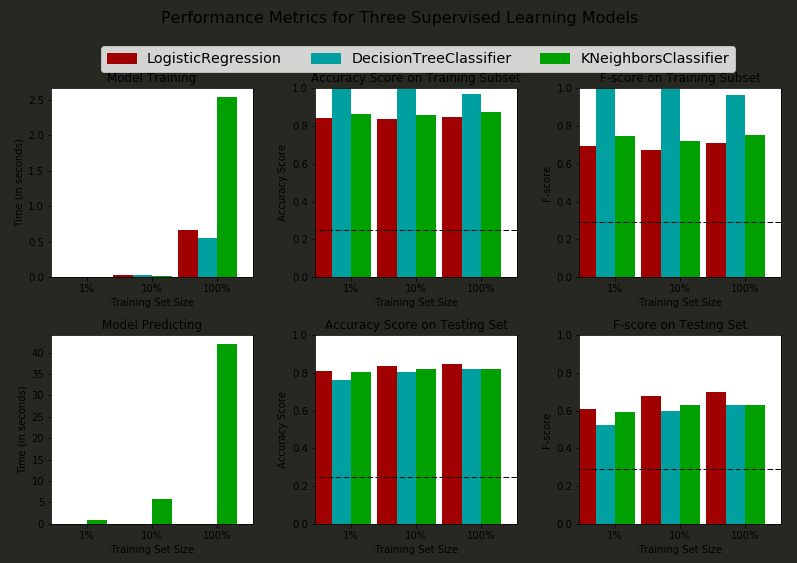 Performance Metrics for Three Supervised Learning Models
LogisticRegression DecisionTreeClassifier KNeighborsClassifier
Model Training
Time (in seconds)
2.5
2.0
1.5
1.0
0.5
0.0
1% 10% 100%
Training Set Size
Accuracy Score on Training Subset
Accuracy Score
1.0
0.8
0.6
0.4
0.2
0.0
1% 10% 100%
Training Set Size
F-score on Training Subset
F-score
1.0
0.8
0.6
0.4
0.2
0.0
1% 10% 100%
Training Set Size
Model Predicting
Time (in seconds)
40
35
30
25
20
15
10
5
0
1% 10% 100%
Training Set Size
Accuracy Score on Testing Set
Accuracy Score
1.0
0.8
0.6
0.4
0.2
0.0
1% 10% 100%
Training Set Size
F-score on Testing Set
F-score
1.0
0.8
0.6
0.4
0.2
0.0
1% 10% 100%
Training Set Size